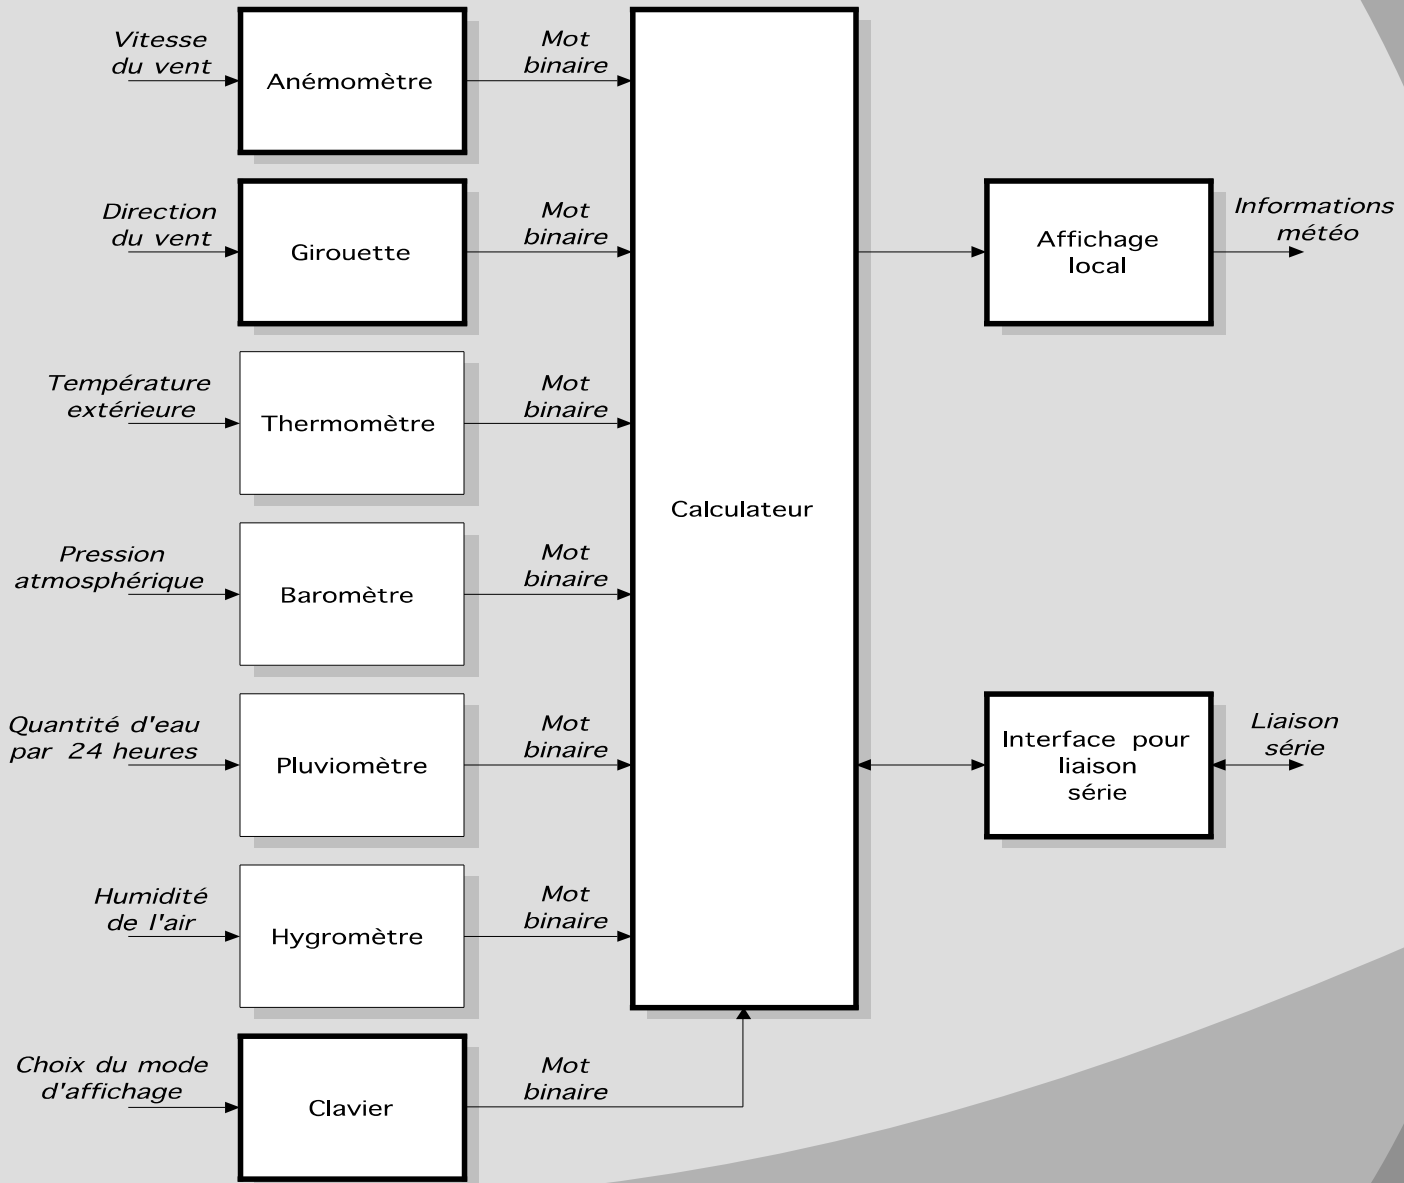 Vitesse
du vent
Anémomètre
Mot
binaire
Direction
du vent
Girouette
Mot
binaire
Affichage
local
Informations
météo
Température
extérieure
Thermomètre
Mot
binaire
Calculateur
Pression
atmosphérique
Baromètre
Mot
binaire
Quantité d'eau
par 24 heures
Pluviomètre
Mot
binaire
Interface pour
liaison
série
Liaison
série
Humidité
de l'air
Hygromètre
Mot
binaire
Choix du mode
d'affichage
Clavier
Mot
binaire